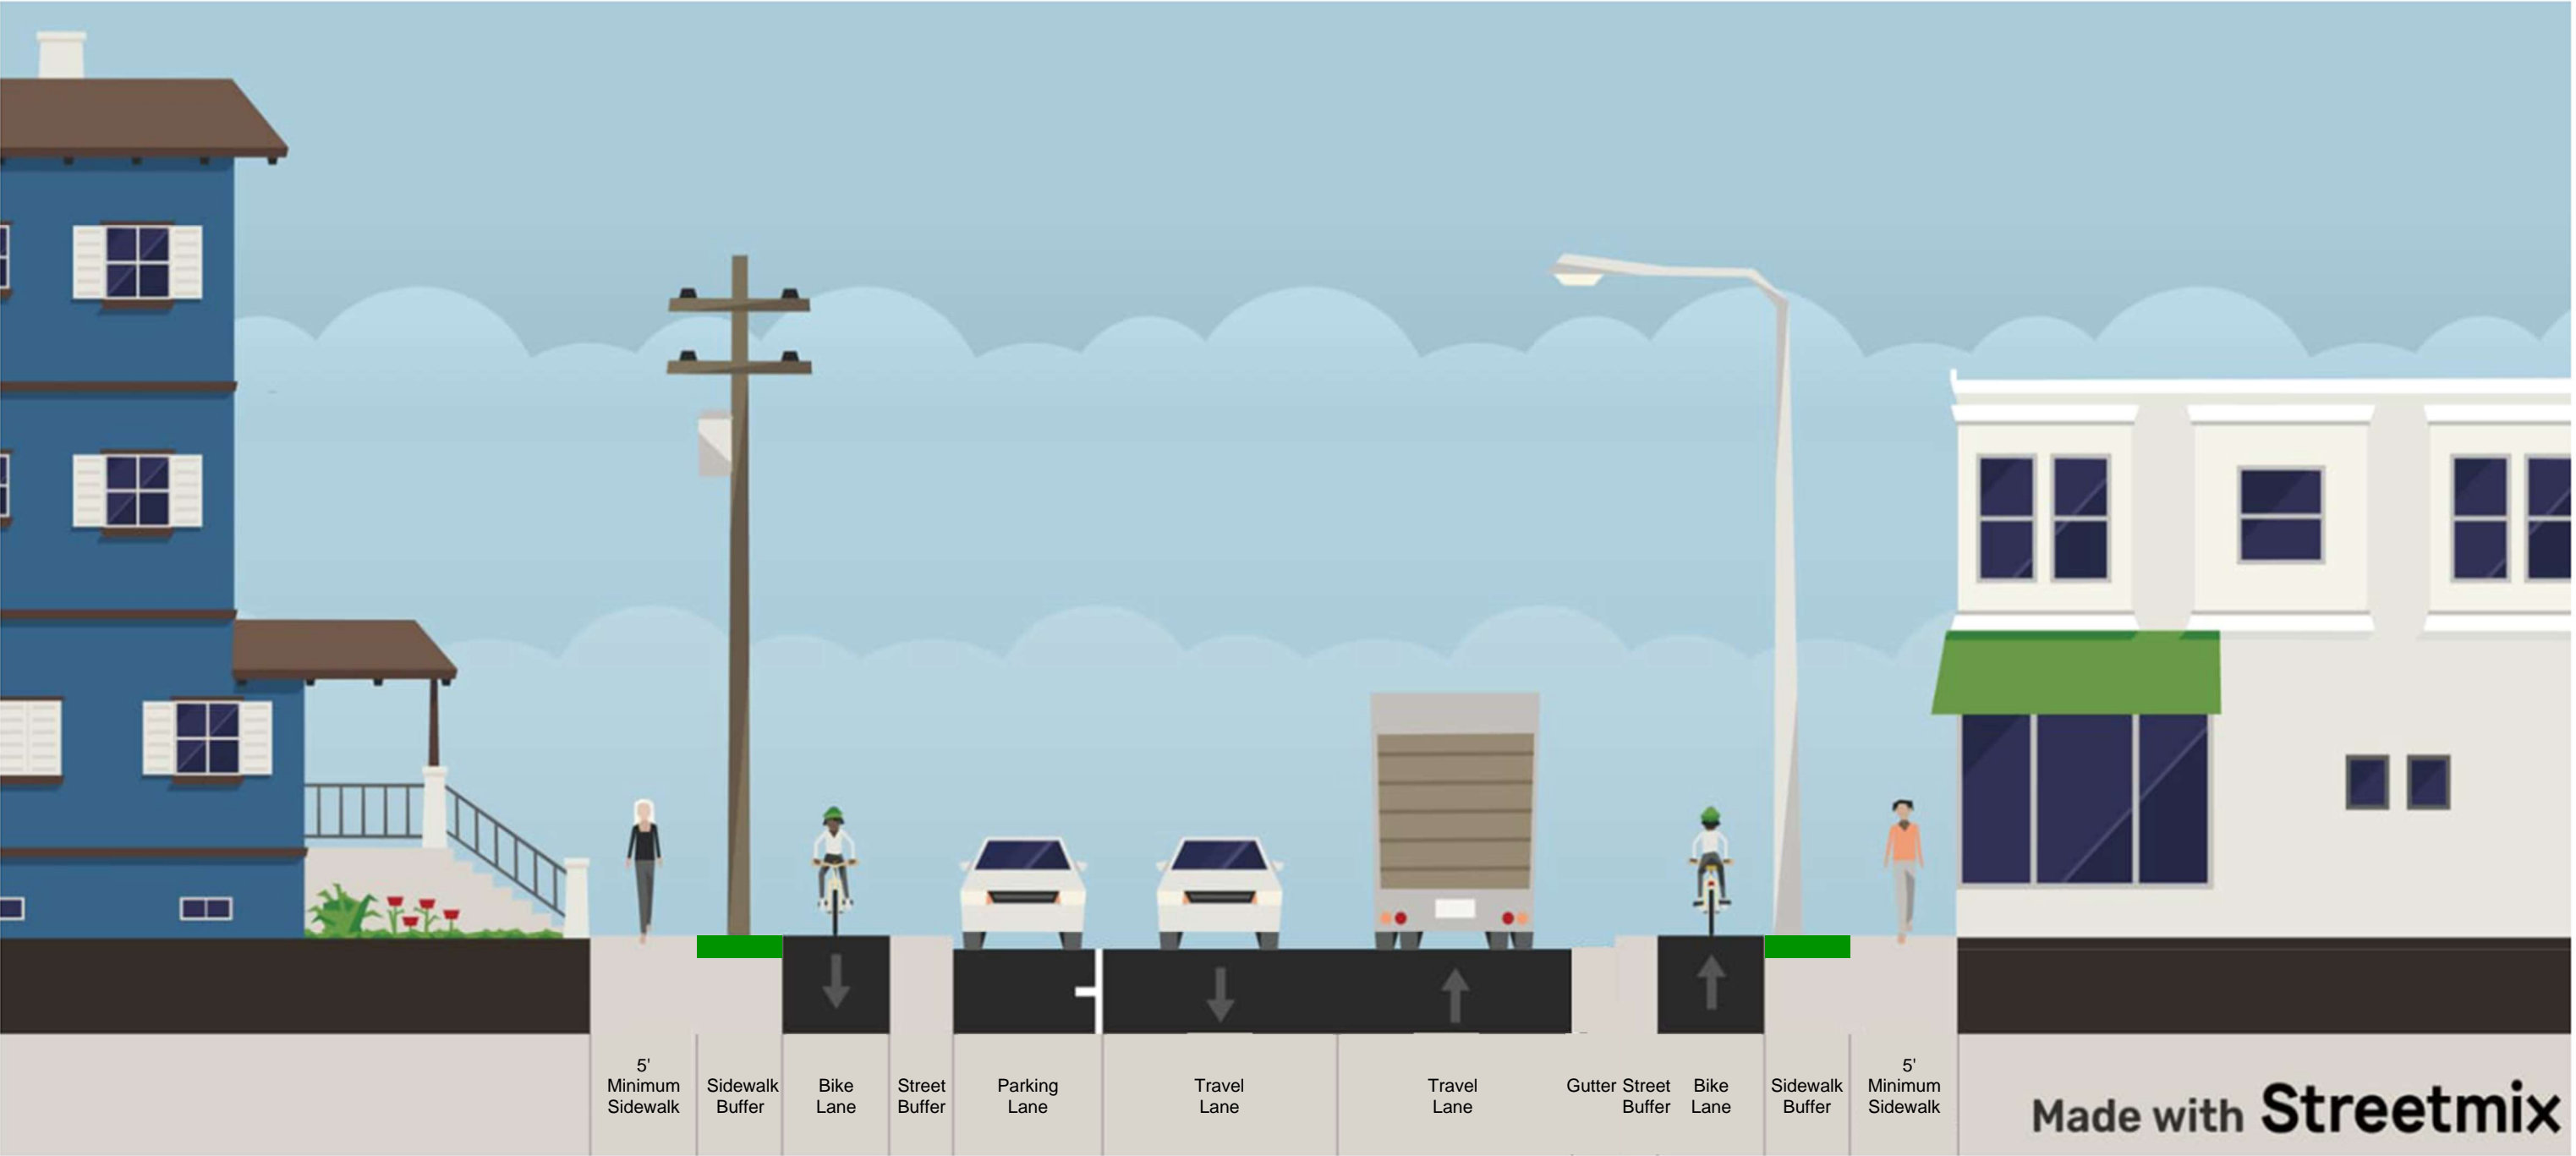 5'
Minimum
Sidewalk
Sidewalk
Buffer
Bike
Lane
Street
Buffer
Parking
Lane
Travel
Lane
Travel
Lane
Gutter
Street
Buffer
Bike
Lane
Sidewalk
Buffer
5'
Minimum
Sidewalk
Made with Streetmix